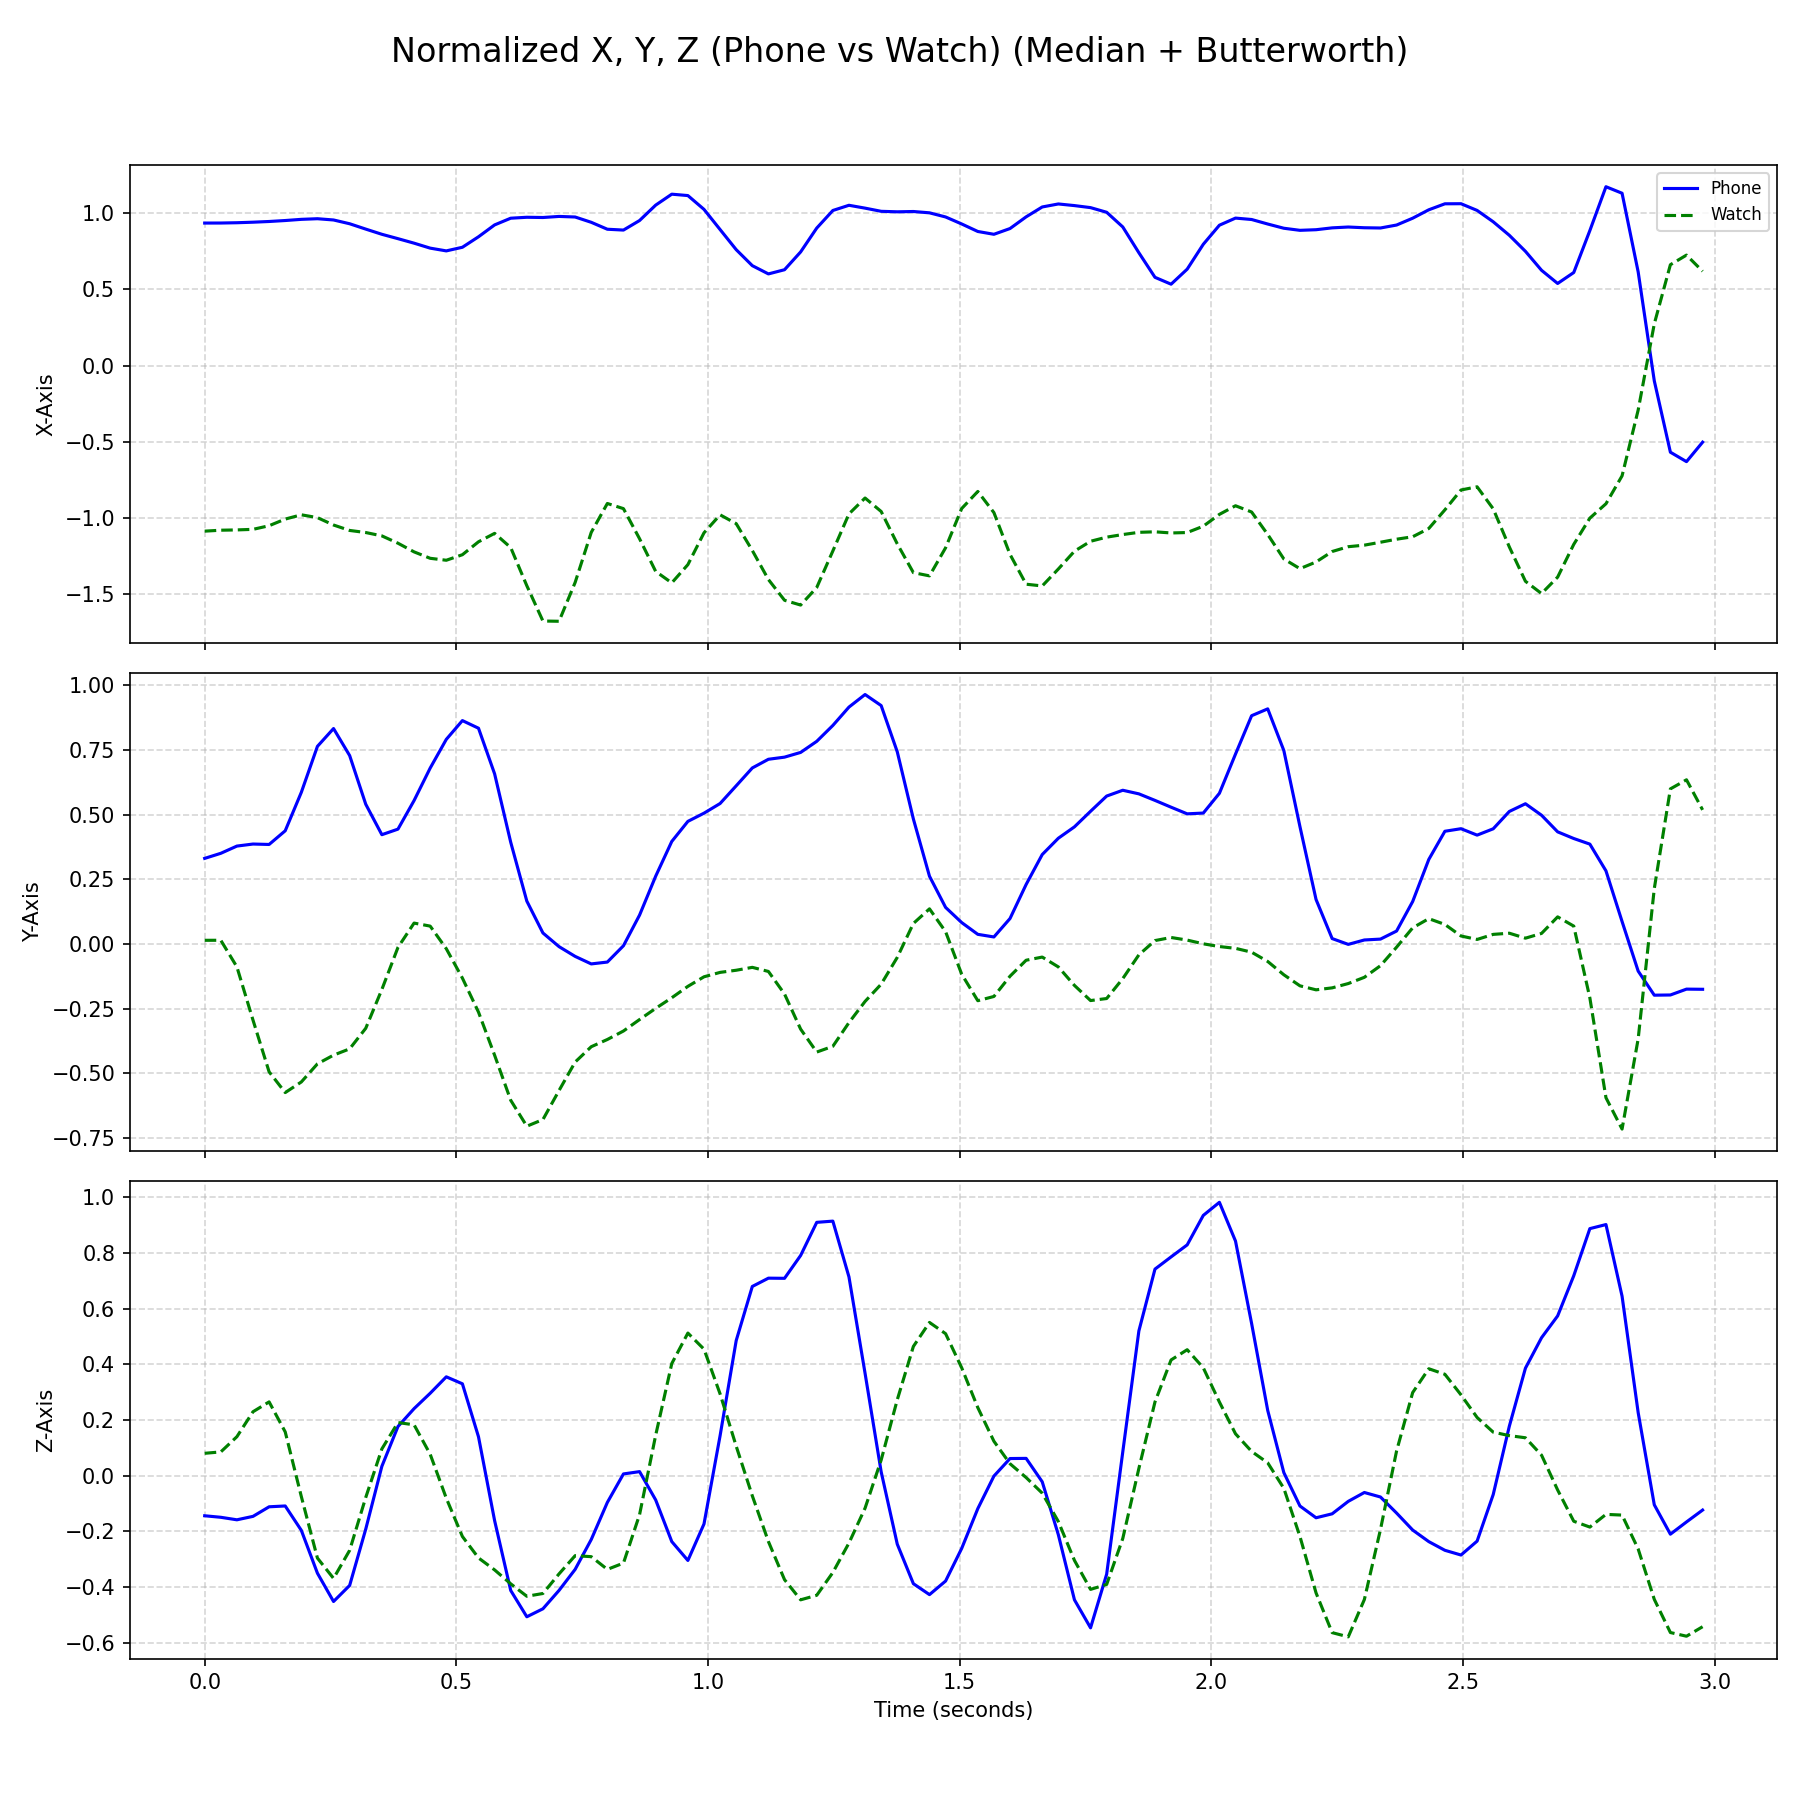 Normalized X, Y, Z (Phone vs Watch) (Median + Butterworth)
Phone
Watch
1.0
0.5
0.0
−0.5
−1.0
−1.5
X-Axis
1.00
0.75
0.50
0.25
0.00
−0.25
−0.50
−0.75
Y-Axis
1.0
0.8
0.6
0.4
0.2
0.0
−0.2
−0.4
−0.6
Z-Axis
0.0 0.5 1.0 1.5 2.0 2.5 3.0
Time (seconds)